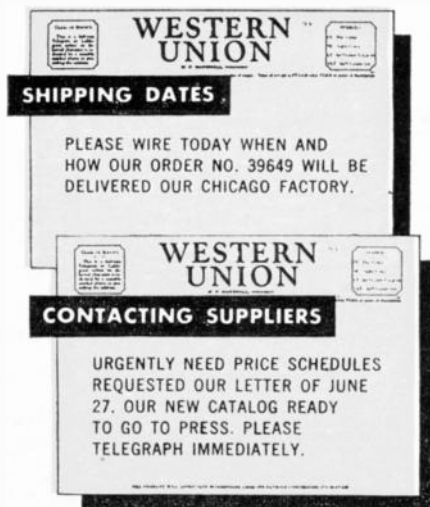 WESTERN
UNION
SHIPPING DATES
PLEASE WIRE TODAY WHEN AND
HOW OUR ORDER NO. 39649 WILL BE
DELIVERED OUR CHICAGO FACTORY.
WESTERN
UNION
CONTACTING SUPPLIERS
URGENTLY NEED PRICE SCHEDULES
REQUESTED OUR LETTER OF JUNE
27. OUR NEW CATALOG READY
TO GO TO PRESS. PLEASE
TELEGRAPH IMMEDIATELY.